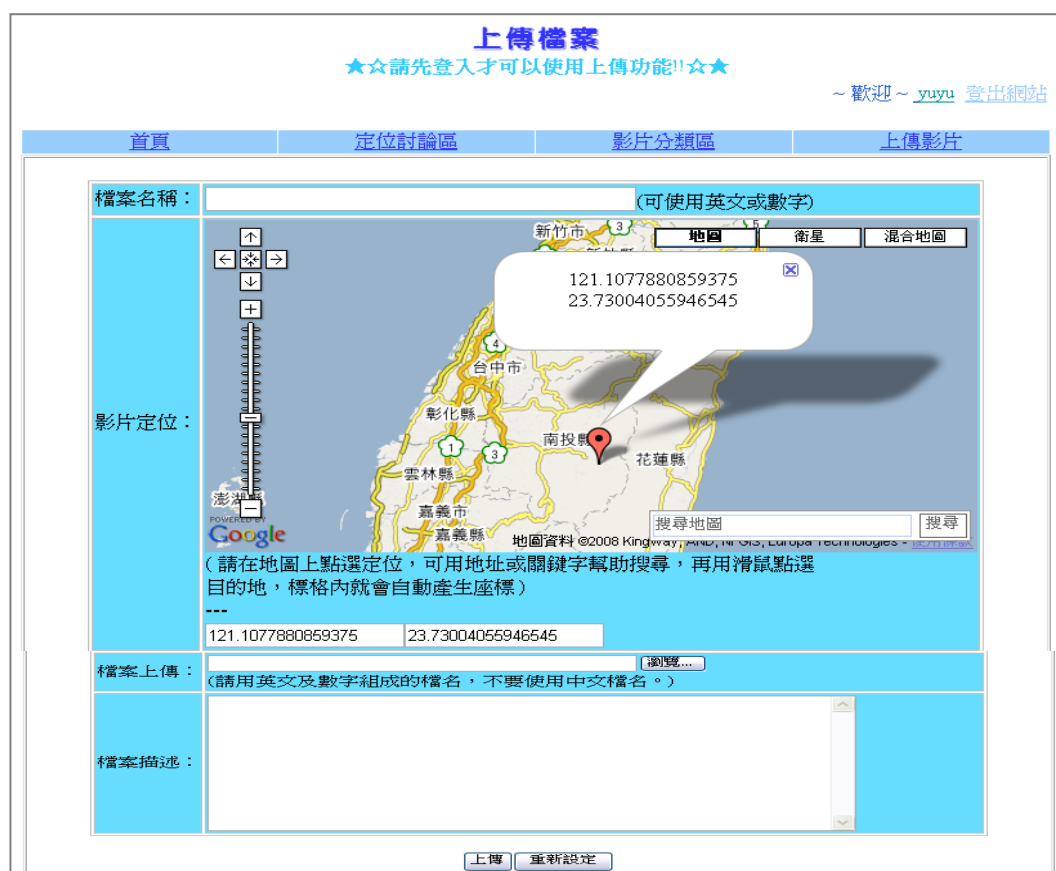 上傳檔案
★☆請先登入才可以使用上傳功能!!☆★
~ 歡迎 ~ yuyu 登出網站
首頁 定位討論區 影片分類區 上傳影片
檔案名稱： (可使用英文或數字)
影片定位：
新竹市 3 5
地圖 衛星 混合地圖
121.1077880859375
23.73004055946545
4
台中市
彰化縣
南投縣
1 3
花蓮縣
雲林縣
澎湖縣
嘉義市
嘉義縣
搜尋地圖 搜尋
POWERED BY
Google
地圖資料 ©2008 Kingway, AND, NFGIS, Europa Technologies - 使用條款
(請在地圖上點選定位，可用地址或關鍵字幫助搜尋，再用滑鼠點選
目的地，標格內就會自動產生座標)
---
121.1077880859375 23.73004055946545
檔案上傳： 瀏覽...
(請用英文及數字組成的檔名，不要使用中文檔名。)
檔案描述：
上傳 重新設定